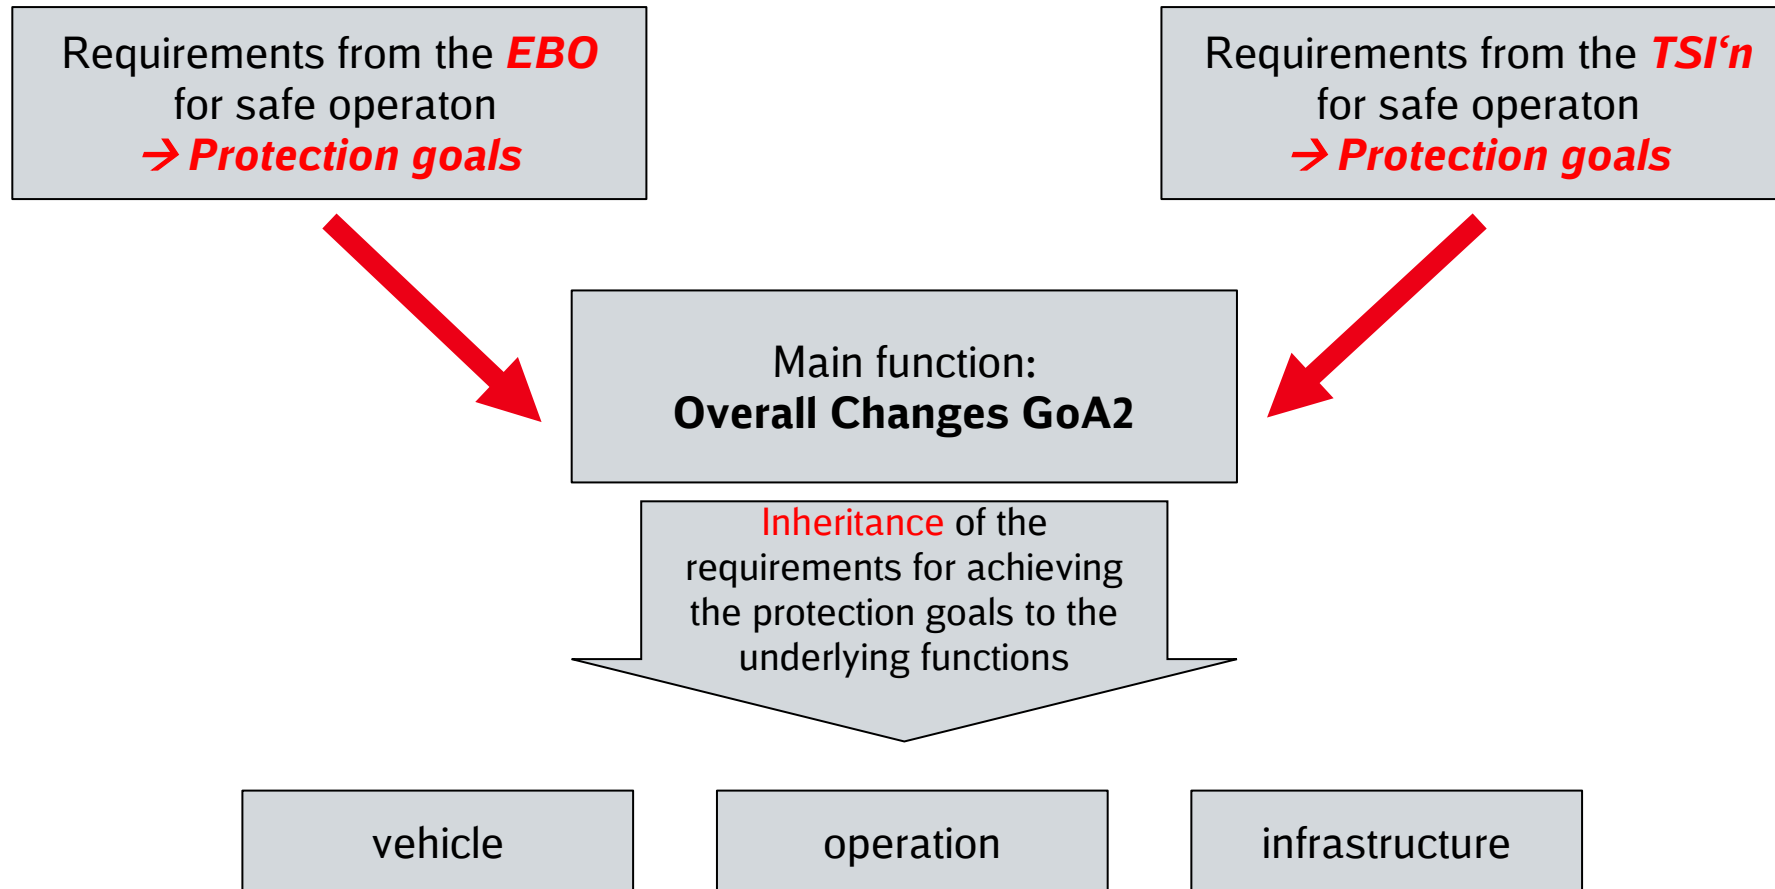 Requirements from the EBO
for safe operaton
→ Protection goals
Requirements from the TSI‘n
for safe operaton
→ Protection goals
Main function:
Overall Changes GoA2
Inheritance of the
requirements for achieving
the protection goals to the
underlying functions
vehicle
operation
infrastructure